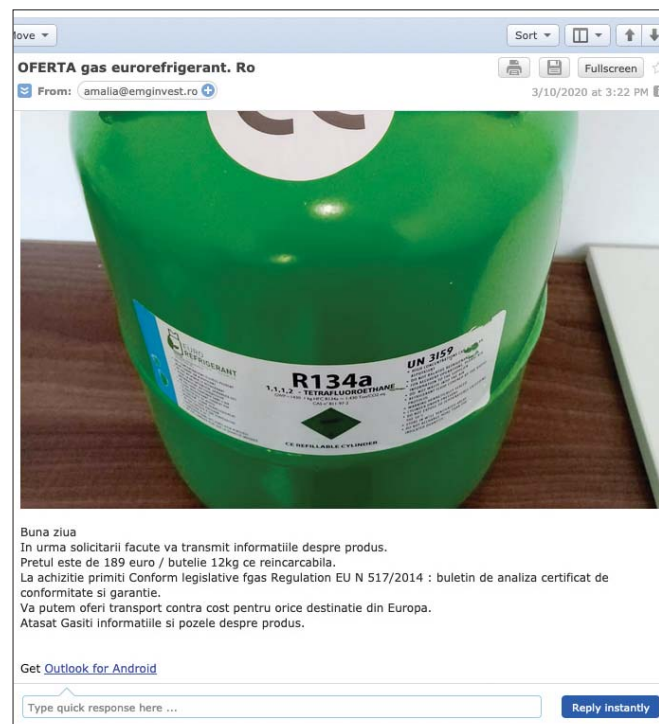 Move
Sort
OFERTA gas eurorefrigerant. Ro
Fullscreen
From: amalia@emginvest.ro
3/10/2020 at 3:22 PM
CE
EURO
REFRIGERANT
R134a
1,1,1,2 - TETRAFLUOROETHANE
UN 3159
CE REFILLABLE CYLINDER
Buna ziua
In urma solicitarii facute va transmit informatiile despre produs.
Pretul este de 189 euro / butelie 12kg ce reincarcabila.
La achizitie primiti Conform legislative fgas Regulation EU N 517/2014 : buletin de analiza certificat de
conformitate si garantie.
Va putem oferi transport contra cost pentru orice destinatie din Europa.
Atasat Gasiti informatiile si pozele despre produs.
Get Outlook for Android
Type quick response here ...
Reply instantly